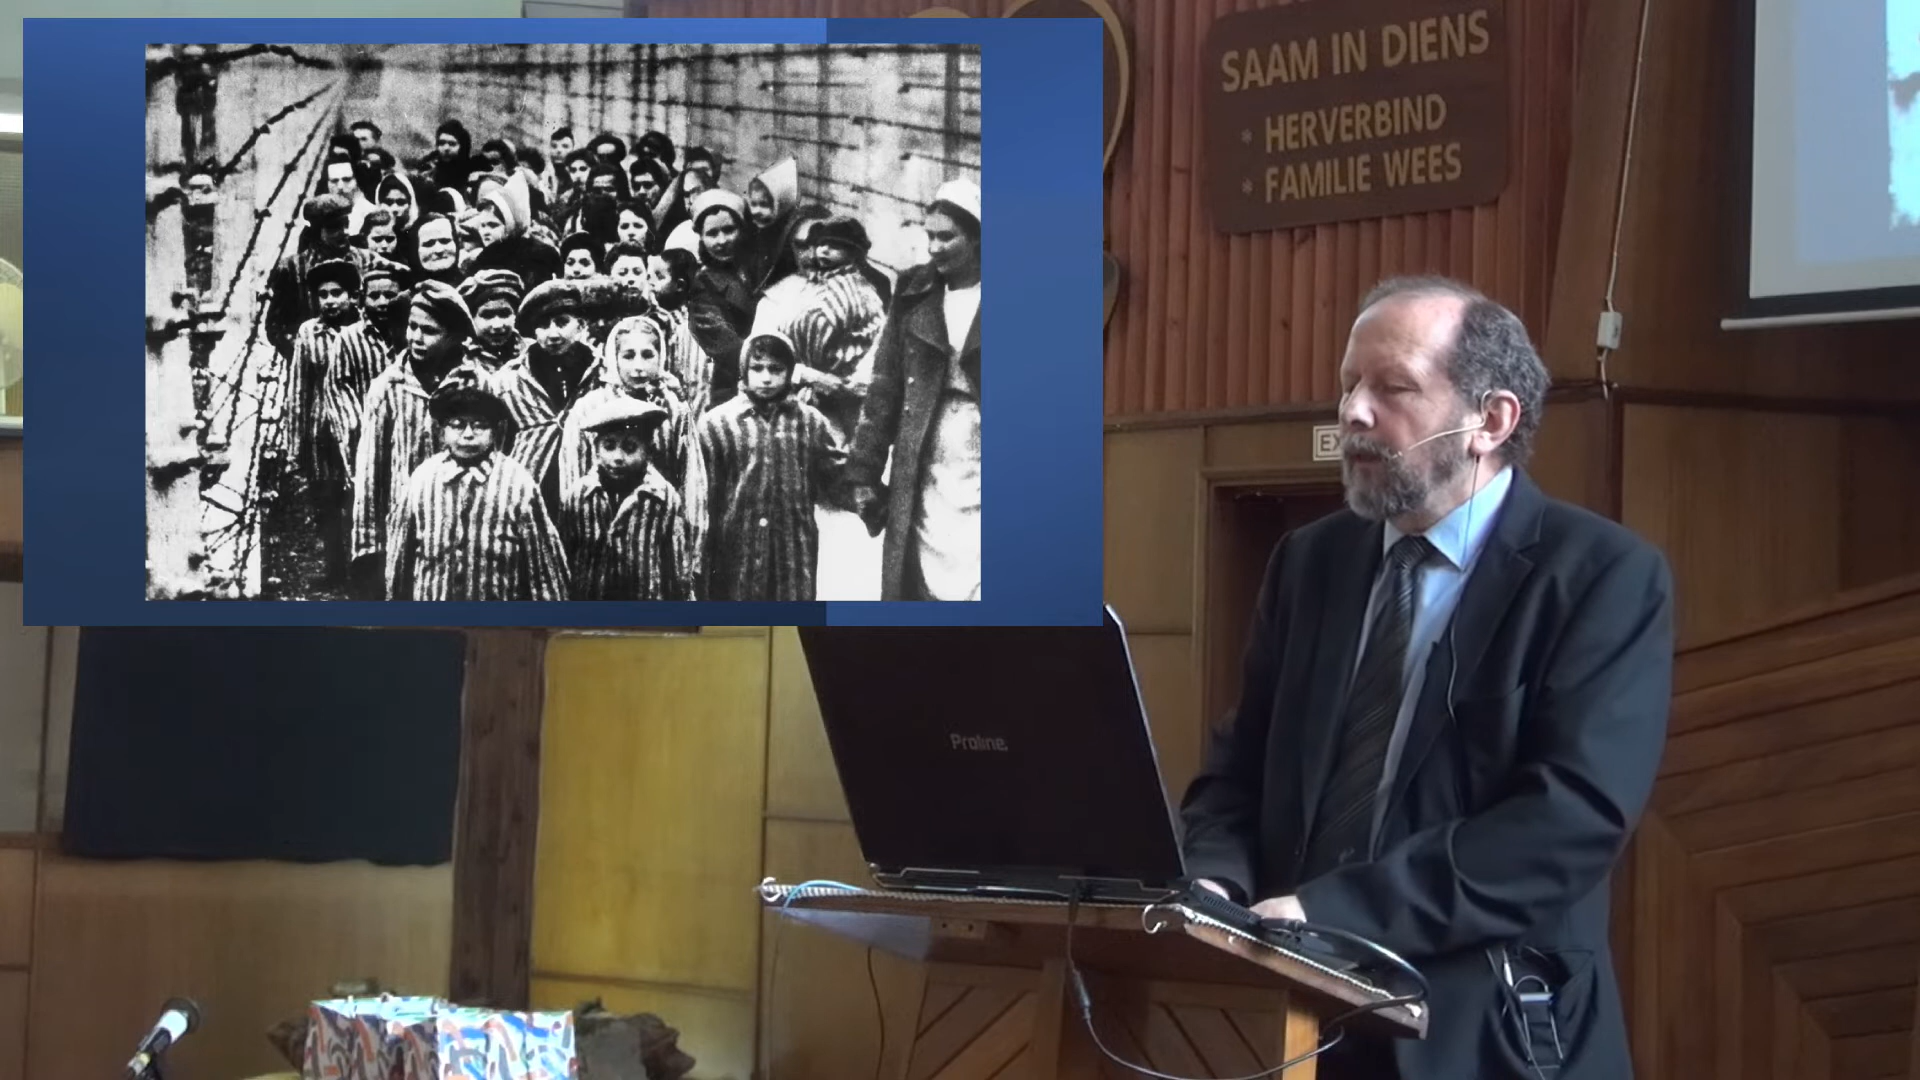 SAAM IN DIENS
* HERVERBIND
* FAMILIE WEES
Proline